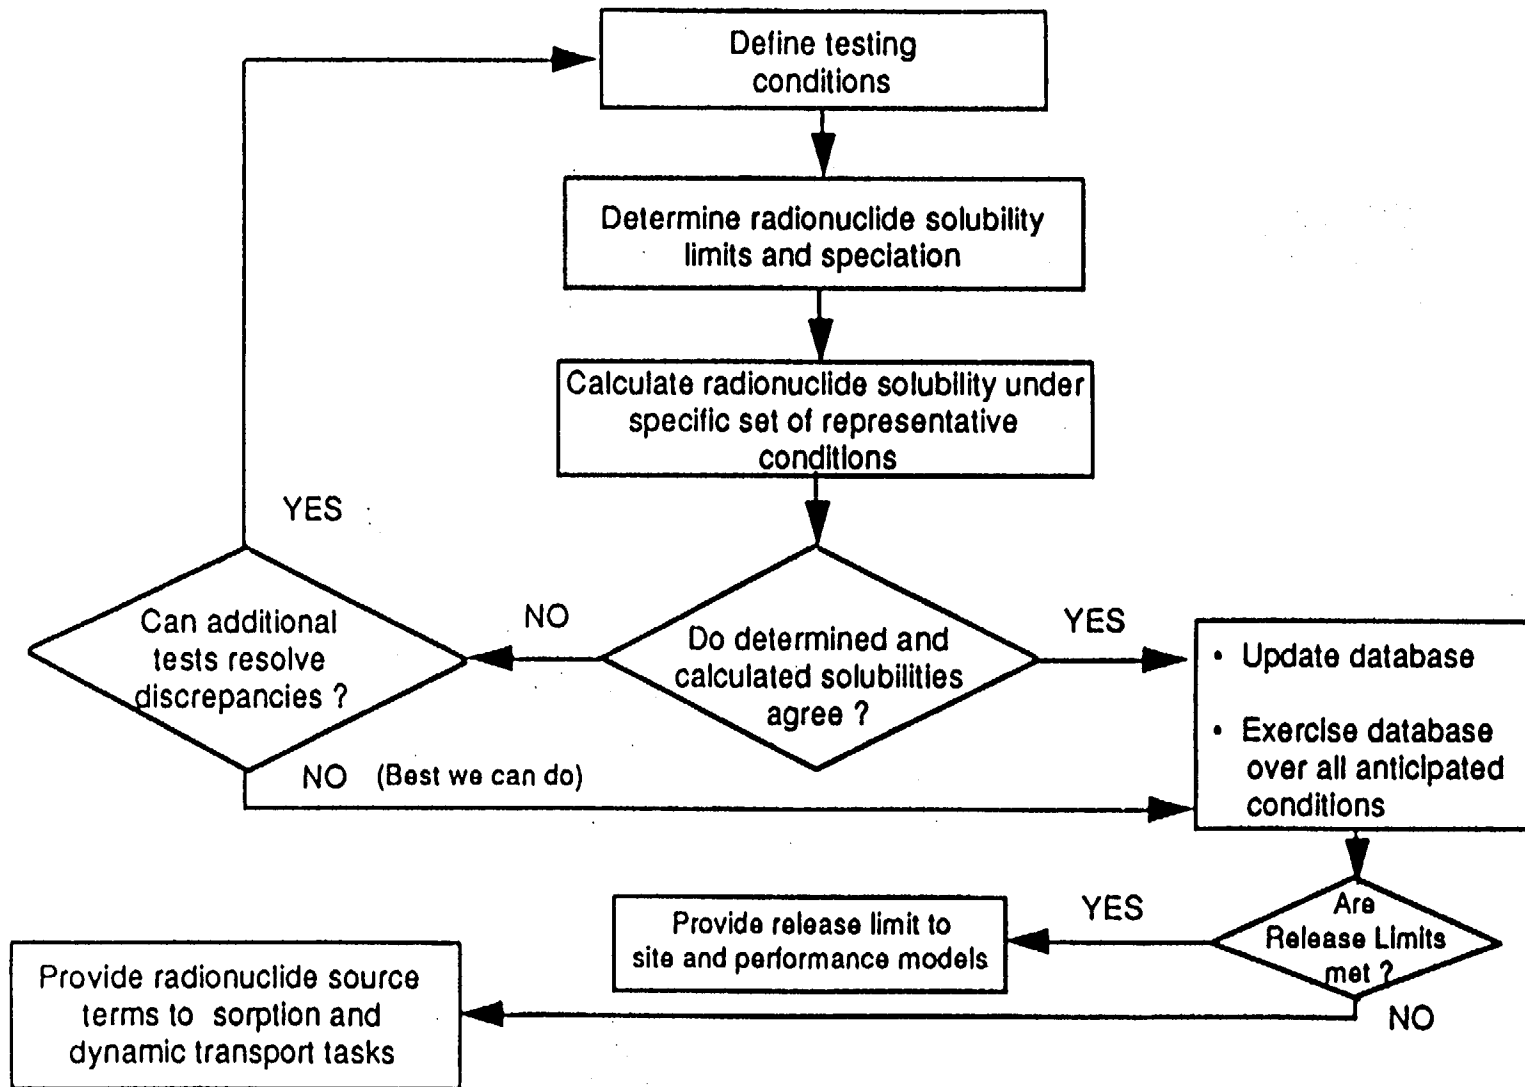 Define testing
conditions
Determine radionuclide solubility
limits and speciation
Calculate radionuclide solubility under
specific set of representative
conditions
YES
Can additional
tests resolve
discrepancies ?
NO
Do determined and
calculated solubilities
agree ?
YES
• Update database
• Exercise database
over all anticipated
conditions
NO (Best we can do)
Are
Release Limits
met ?
YES
Provide release limit to
site and performance models
NO
Provide radionuclide source
terms to sorption and
dynamic transport tasks